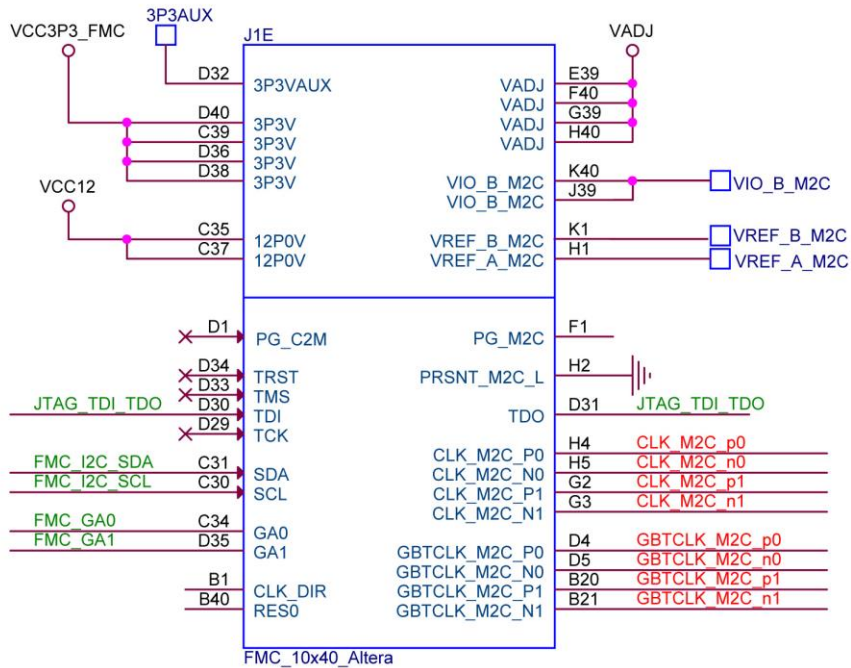 3P3AUX
VCC3P3_FMC
J1E
VADJ
D32 3P3VAUX
VADJ E39
VADJ F40
D40 3P3V
VADJ G39
C39 3P3V
VADJ H40
D36 3P3V
D38 3P3V
VIO_B_M2C K40 VIO_B_M2C
VCC12
VIO_B_M2C J39
C35 12P0V
VREF_B_M2C K1 VREF_B_M2C
C37 12P0V
VREF_A_M2C H1 VREF_A_M2C
D1 PG_C2M
PG_M2C F1
D34 TRST
PRSNT_M2C_L H2
D33 TMS
JTAG_TDI_TDO D30 TDI
TDO D31 JTAG_TDI_TDO
D29 TCK
CLK_M2C_P0 H4 CLK_M2C_p0
FMC_I2C_SDA C31 SDA
CLK_M2C_N0 H5 CLK_M2C_n0
FMC_I2C_SCL C30 SCL
CLK_M2C_P1 G2 CLK_M2C_p1
CLK_M2C_N1 G3 CLK_M2C_n1
FMC_GA0 C34 GA0
FMC_GA1 D35 GA1
GBTCLK_M2C_P0 D4 GBTCLK_M2C_p0
GBTCLK_M2C_N0 D5 GBTCLK_M2C_n0
B1 CLK_DIR
GBTCLK_M2C_P1 B20 GBTCLK_M2C_p1
B40 RES0
GBTCLK_M2C_N1 B21 GBTCLK_M2C_n1
FMC_10x40_Altera